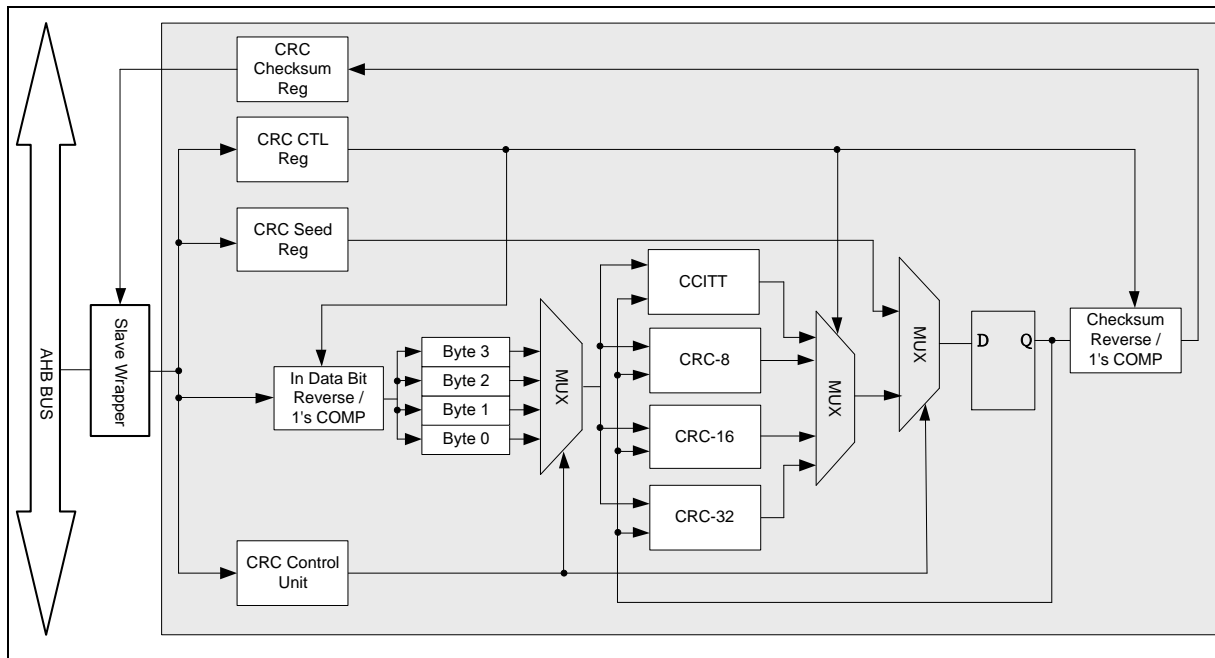 CRC
Checksum
Reg
CRC CTL
Reg
CRC Seed
Reg
AHB BUS
Slave Wrapper
In Data Bit
Reverse /
1's COMP
Byte 3
Byte 2
Byte 1
Byte 0
MUX
CCITT
CRC-8
CRC-16
CRC-32
MUX
MUX
D
Q
Checksum
Reverse /
1's COMP
CRC Control
Unit